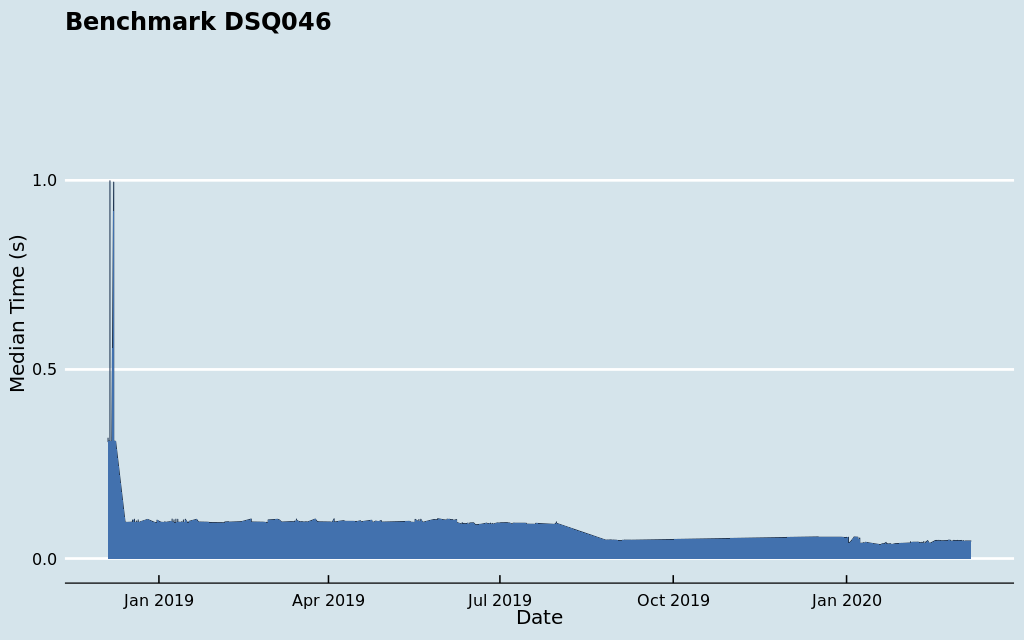 Benchmark DSQ046
Median Time (s)
1.0
0.5
0.0
Jan 2019
Apr 2019
Jul 2019
Oct 2019
Jan 2020
Date